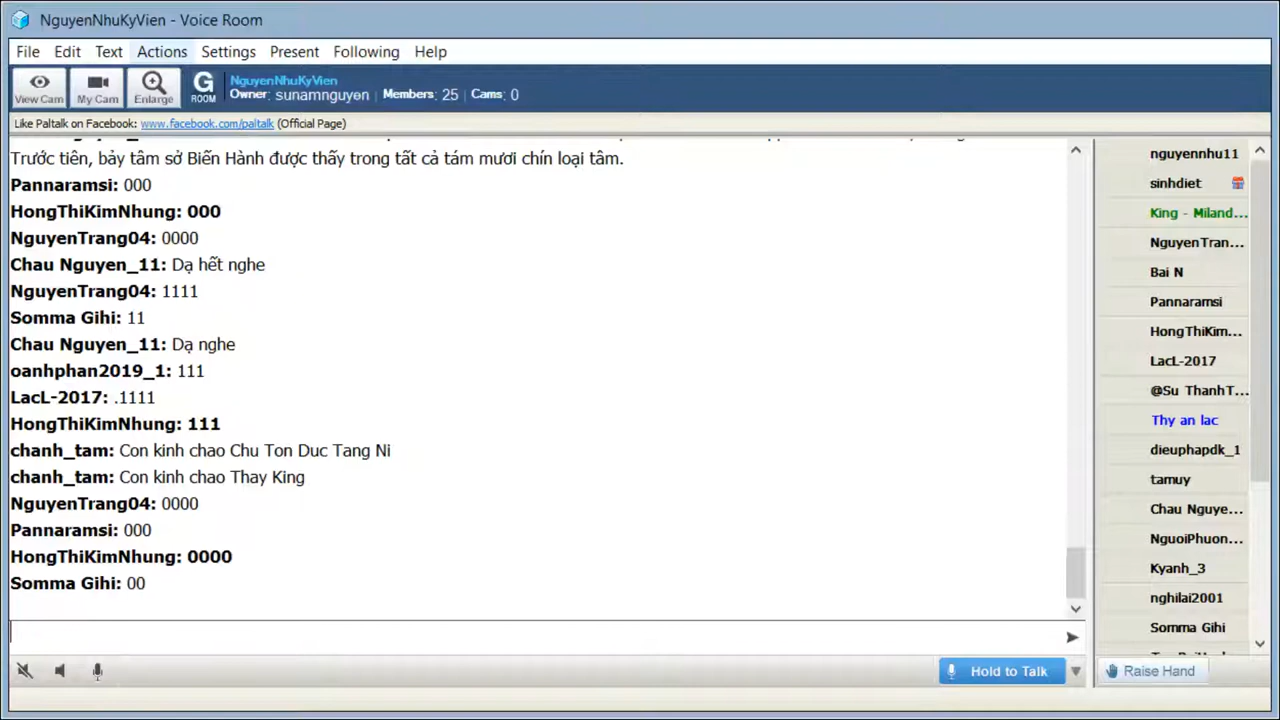 NguyenNhuKyVien - Voice Room
File Edit Text Actions Settings Present Following Help
View Cam My Cam Enlarge G ROOM
NguyenNhuKyVien
Owner: sunamnguyen | Members: 25 | Cams: 0
Like Paltalk on Facebook: www.facebook.com/paltalk (Official Page)
Trước tiên, bảy tâm sở Biến Hành được thấy trong tất cả tám mươi chín loại tâm.
Pannaramsi: 000
HongThiKimNhung: 000
NguyenTrang04: 0000
Chau Nguyen_11: Dạ hết nghe
NguyenTrang04: 1111
Somma Gihi: 11
Chau Nguyen_11: Dạ nghe
oanhphan2019_1: 111
LacL-2017: .1111
HongThiKimNhung: 111
chanh_tam: Con kinh chao Chu Ton Duc Tang Ni
chanh_tam: Con kinh chao Thay King
NguyenTrang04: 0000
Pannaramsi: 000
HongThiKimNhung: 0000
Somma Gihi: 00
nguyennhu11
sinhdiet
King - Miland...
NguyenTran...
Bai N
Pannaramsi
HongThiKim...
LacL-2017
@Su ThanhT...
Thy an lac
dieuphapdk_1
tamuy
Chau Nguye...
NguoiPhuon...
Kyanh_3
nghilai2001
Somma Gihi
Hold to Talk
Raise Hand